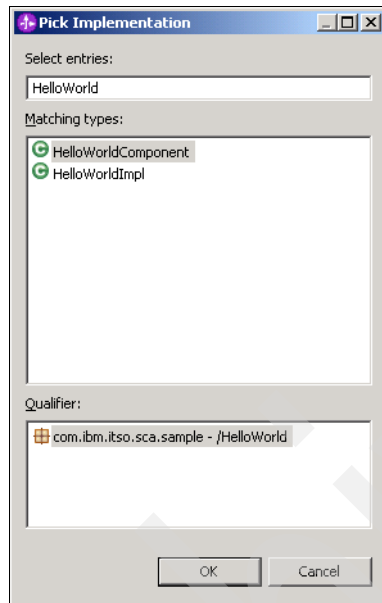 Pick Implementation
Select entries:
HelloWorld
Matching types:
HelloWorldComponent
HelloWorldImpl
Qualifier:
com.ibm.itso.sca.sample - /HelloWorld
OK
Cancel